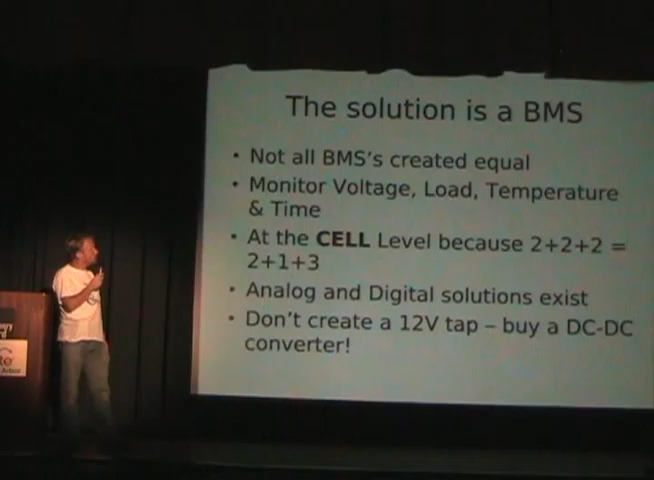 The solution is a BMS
• Not all BMS's created equal
• Monitor Voltage, Load, Temperature
& Time
• At the CELL Level because 2+2+2 =
2+1+3
• Analog and Digital solutions exist
• Don't create a 12V tap – buy a DC-DC
converter!